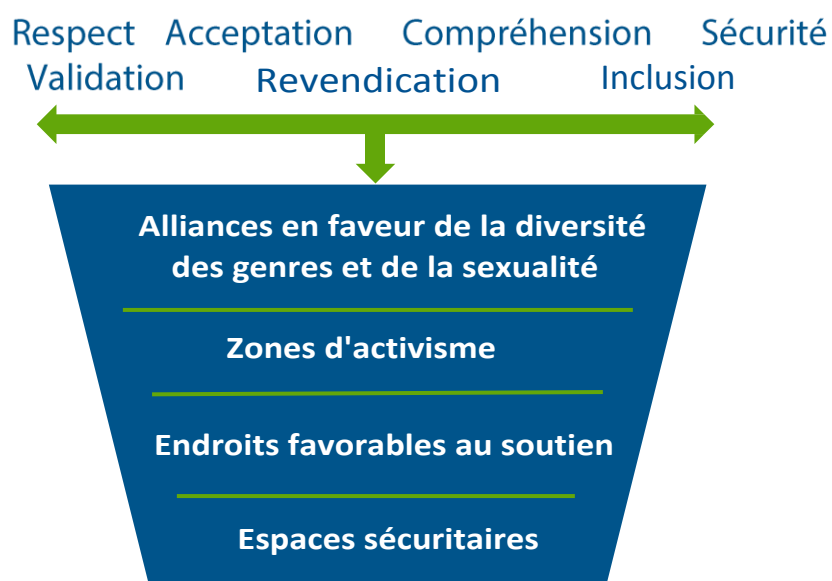 Respect Acceptation Compréhension Sécurité
Validation Revendication Inclusion
Alliances en faveur de la diversité
des genres et de la sexualité
Zones d'activisme
Endroits favorables au soutien
Espaces sécuritaires